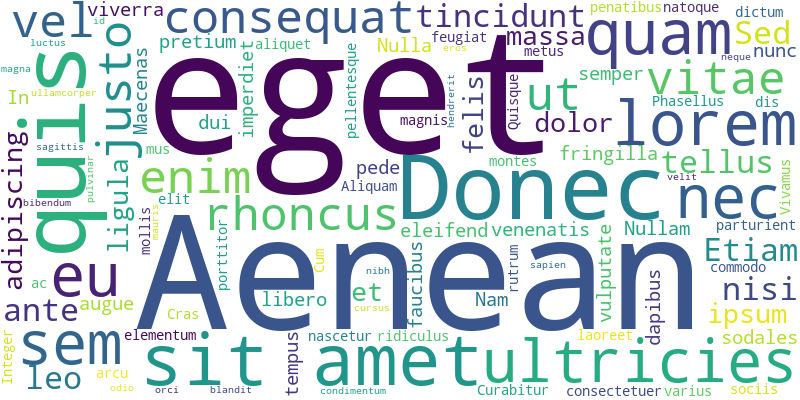 vel
viverra
consequat
tincidunt
quam
penatibus
natoque
dictum
luctus
id
pretium
aliquet
Nulla
feugiat
eros
massa
metus
Sed
neque
nunc
magna
quis
justo
Maecenas
eget
imperdiet
pellentesque
felis
Quisque
ut
semper
vitae
In
ullamcorper
dui
magnis
hendrerit
dolor
Phasellus
dis
lorem
adipiscing
sagittis
mus
fringilla
tellus
pulvinar
ligula
enim
pede
Donec
montes
velit
Vivamus
bibendum
mollis
elit
Aliquam
nec
mauris
rhoncus
eleifend
venenatis
vulputate
Nullam
parturient
eu
porttitor
Aenean
Cum
faucibus
rutrum
sapien
Etiam
commodo
ac
nibh
dapibus
nisi
ante
augue
libero
et
Nam
Cras
cursus
ipsum
sem
elementum
tempus
nascetur
ridiculus
laoreet
sodales
Integer
sit
amet
ultricies
leo
arcu
odio
orci
blandit
condimentum
Curabitur
consectetuer
varius
sociis